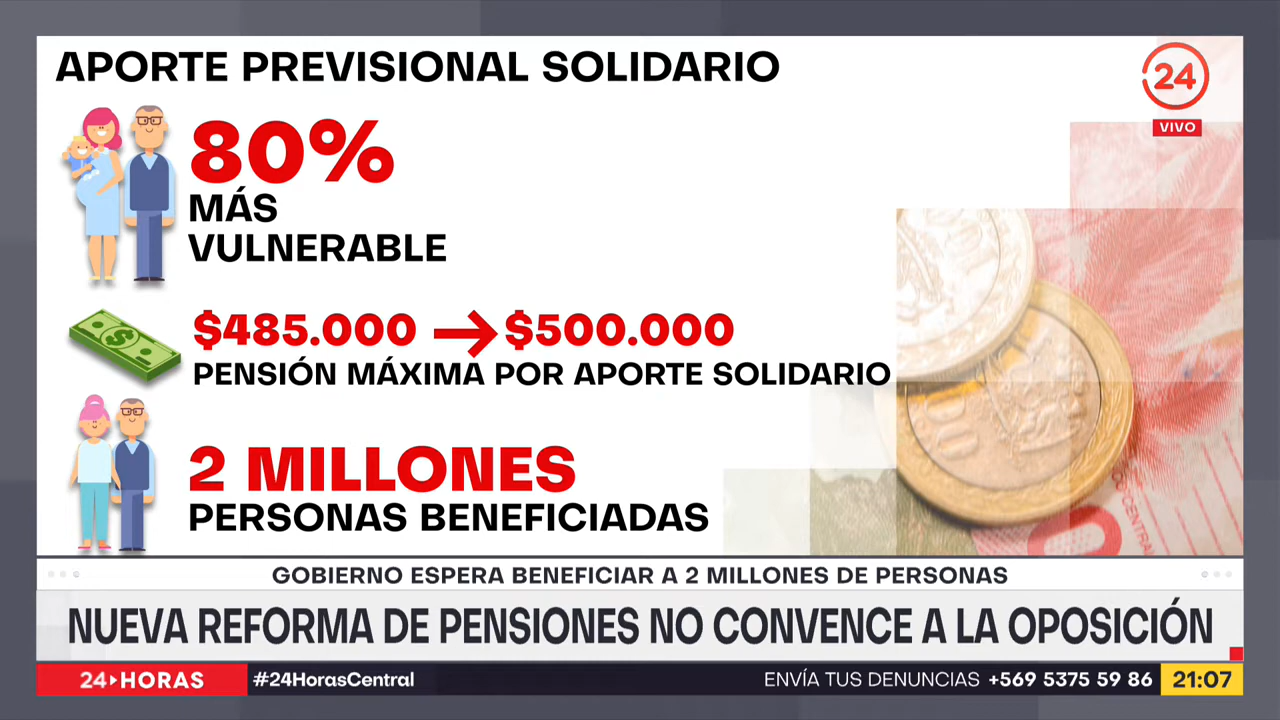 APORTE PREVISIONAL SOLIDARIO
24
VIVO
80%
MÁS
VULNERABLE
$485.000 → $500.000
PENSIÓN MÁXIMA POR APORTE SOLIDARIO
2 MILLONES
PERSONAS BENEFICIADAS
GOBIERNO ESPERA BENEFICIAR A 2 MILLONES DE PERSONAS
NUEVA REFORMA DE PENSIONES NO CONVENCE A LA OPOSICIÓN
24 HORAS #24HorasCentral ENVÍA TUS DENUNCIAS +569 5375 59 86 21:07